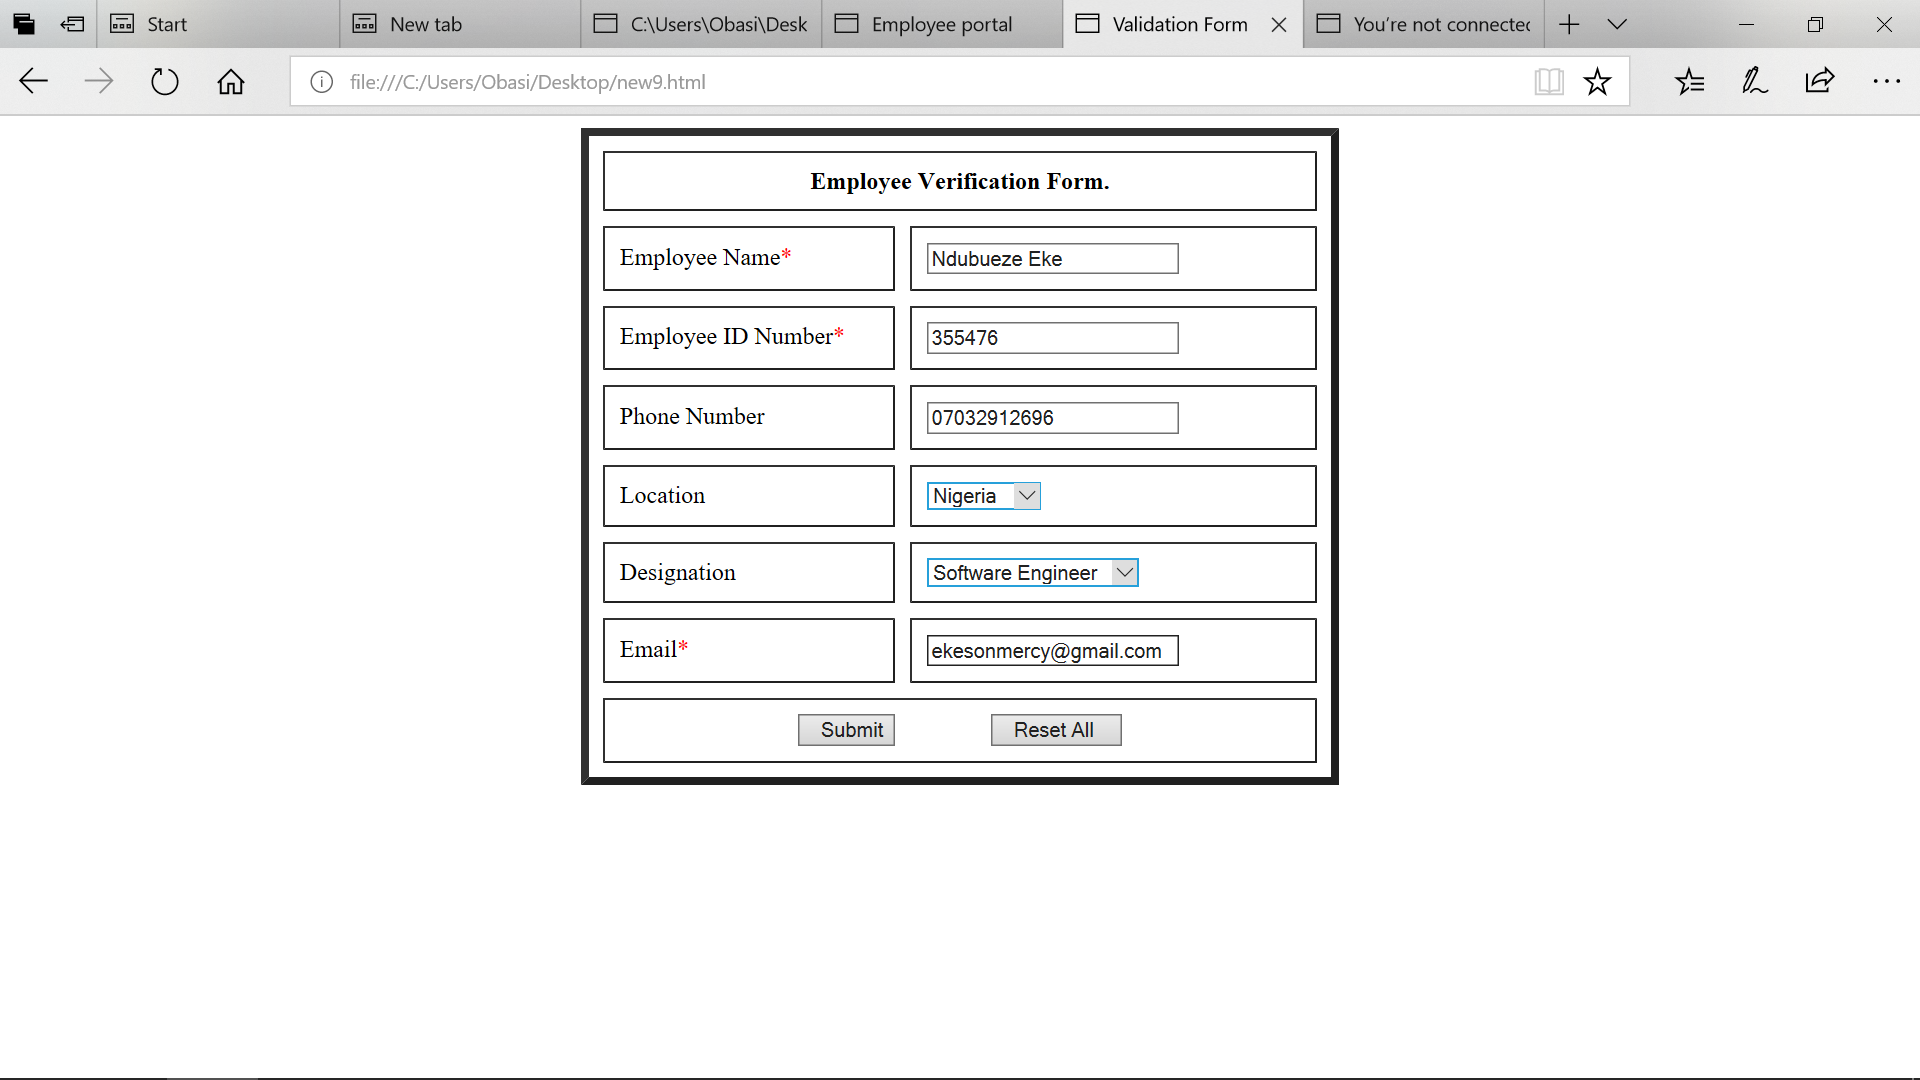 Start
New tab
C:\Users\Obasi\Desk
Employee portal
Validation Form
You're not connected
file:///C:/Users/Obasi/Desktop/new9.html
Employee Verification Form.
Employee Name* Ndubueze Eke
Employee ID Number* 355476
Phone Number 07032912696
Location Nigeria
Designation Software Engineer
Email* ekesonmercy@gmail.com
Submit Reset All